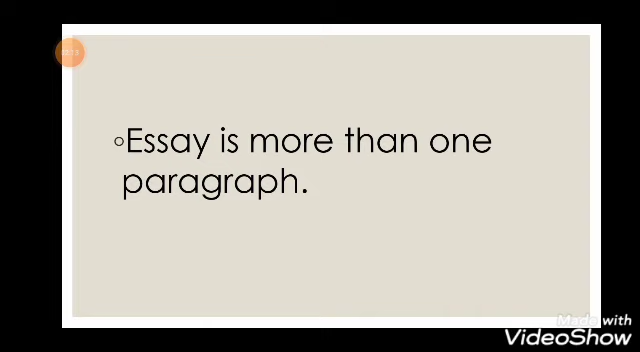 ◦Essay is more than one
paragraph.
Made with
VideoShow